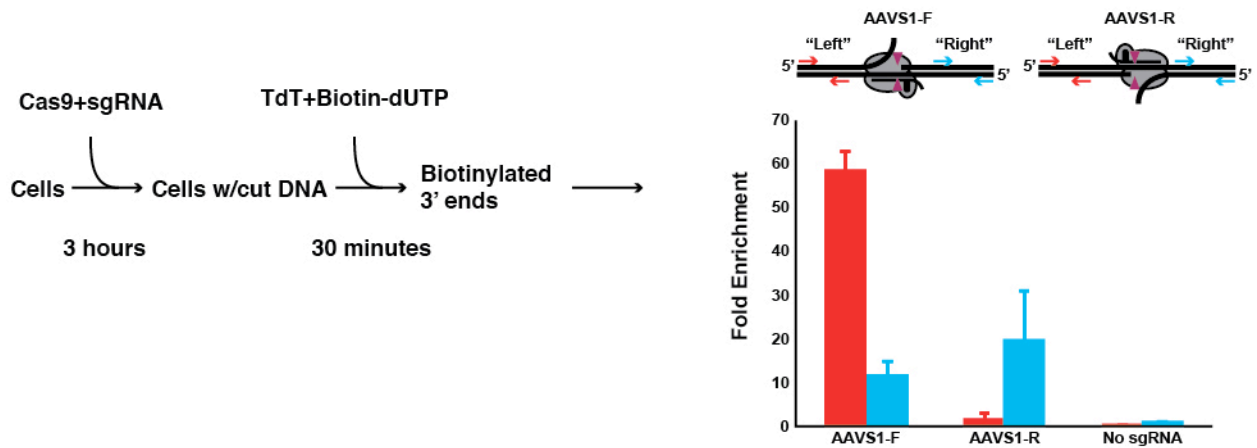 Cas9+sgRNA
TdT+Biotin-dUTP
Cells
Cells w/cut DNA
Biotinylated
3’ ends
3 hours
30 minutes
AAVS1-F
AAVS1-R
“Left”
“Right”
“Left”
“Right”
5’
5’
5’
5’
Fold Enrichment
70
60
50
40
30
20
10
0
AAVS1-F
AAVS1-R
No sgRNA